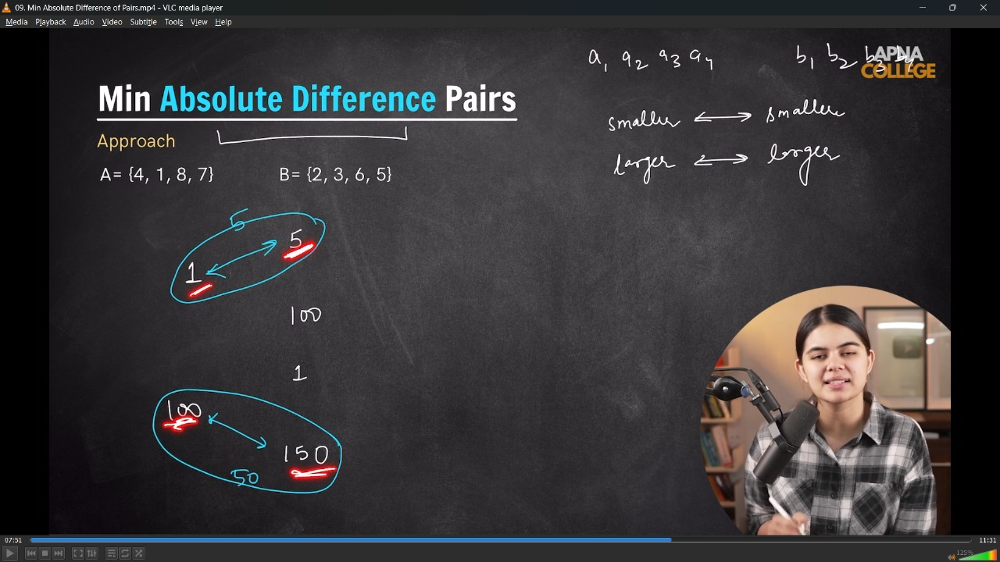 09. Min Absolute Difference of Pairs.mp4 - VLC media player
Media Playback Audio Video Subtitle Tools View Help
a1 a2 a3 a4 b1 b2 b3 b4
APNA
COLLEGE
Min Absolute Difference Pairs
smaller ⟷ smaller
Approach
larger ⟷ larger
A= {4, 1, 8, 7} B= {2, 3, 6, 5}
5
5
1
100
1
100
150
50
07:51 11:31
125%